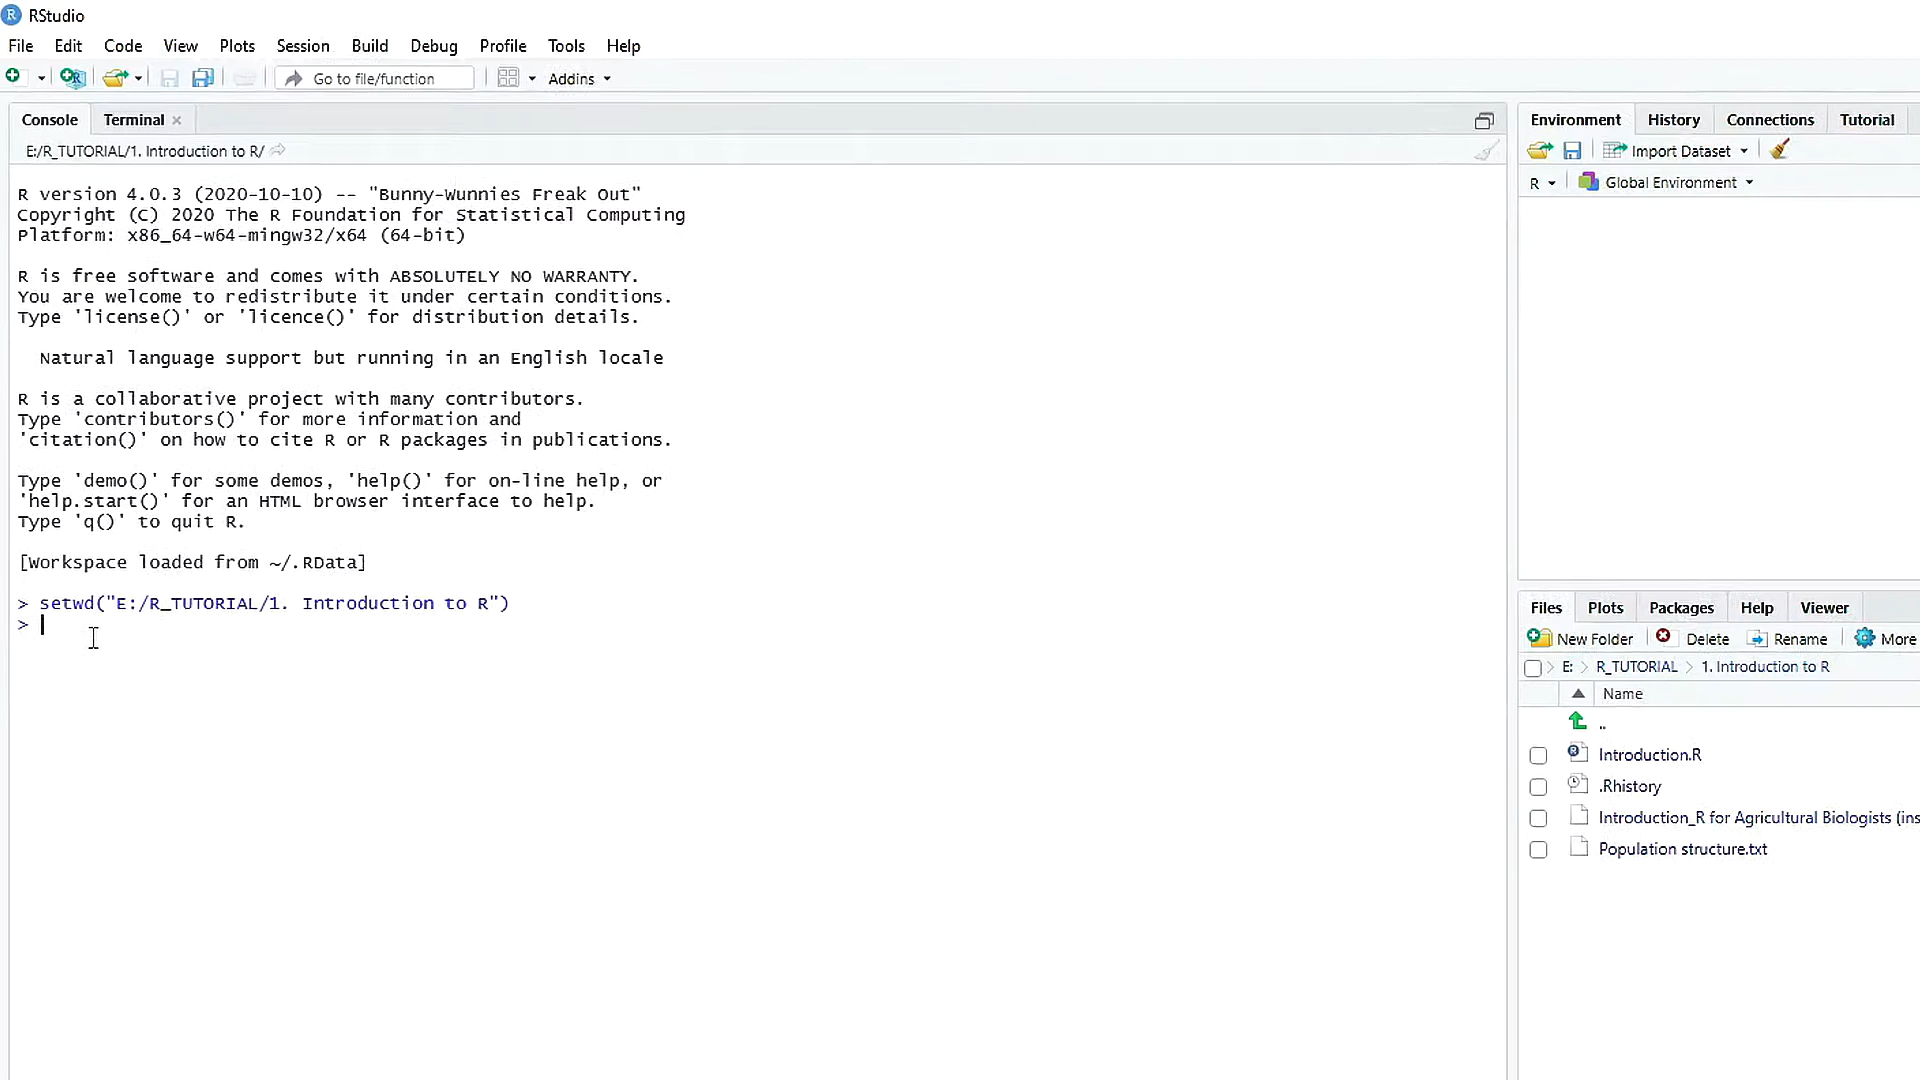 RStudio
File Edit Code View Plots Session Build Debug Profile Tools Help
Go to file/function Addins
Console Terminal
E:/R_TUTORIAL/1. Introduction to R/
R version 4.0.3 (2020-10-10) -- "Bunny-Wunnies Freak Out"
Copyright (C) 2020 The R Foundation for Statistical Computing
Platform: x86_64-w64-mingw32/x64 (64-bit)
R is free software and comes with ABSOLUTELY NO WARRANTY.
You are welcome to redistribute it under certain conditions.
Type 'license()' or 'licence()' for distribution details.
Natural language support but running in an English locale
R is a collaborative project with many contributors.
Type 'contributors()' for more information and
'citation()' on how to cite R or R packages in publications.
Type 'demo()' for some demos, 'help()' for on-line help, or
'help.start()' for an HTML browser interface to help.
Type 'q()' to quit R.
[Workspace loaded from ~/.RData]
> setwd("E:/R_TUTORIAL/1. Introduction to R")
>
Environment History Connections Tutorial
Import Dataset
R Global Environment
Files Plots Packages Help Viewer
New Folder Delete Rename More
E: R_TUTORIAL 1. Introduction to R
Name
..
Introduction.R
.Rhistory
Introduction_R for Agricultural Biologists (ins
Population structure.txt